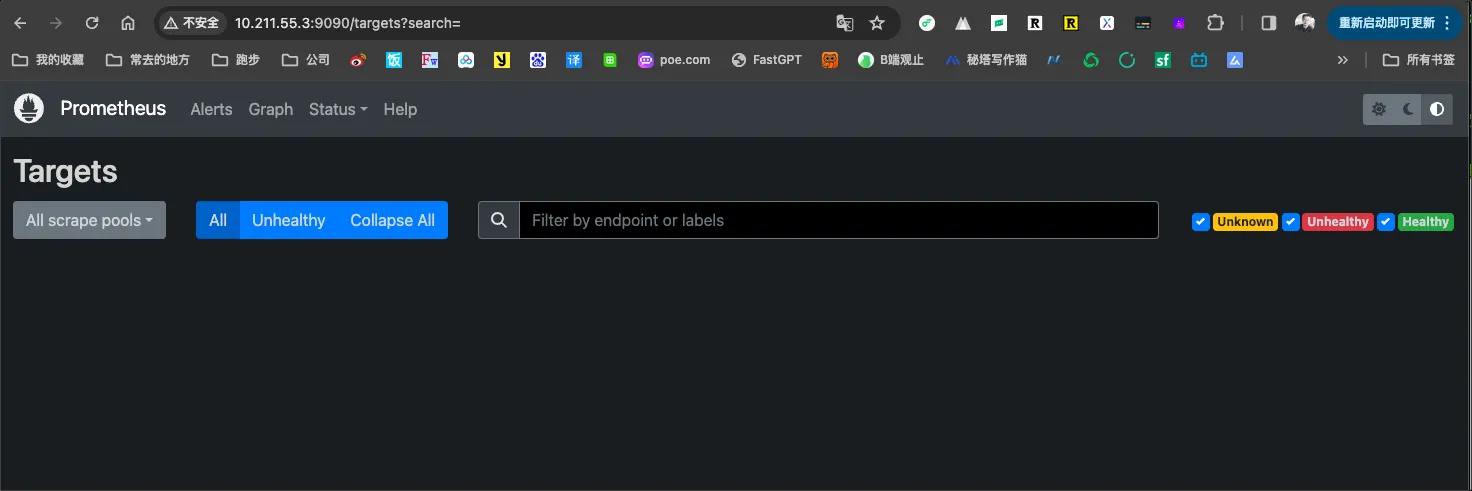 不安全 10.211.55.3:9090/targets?search= 重新启动即可更新
我的收藏 常去的地方 跑步 公司 饭 Fw y 译 poe.com FastGPT B端观止 秘塔写作猫 sf 所有书签
Prometheus Alerts Graph Status Help
Targets
All scrape pools All Unhealthy Collapse All Filter by endpoint or labels Unknown Unhealthy Healthy